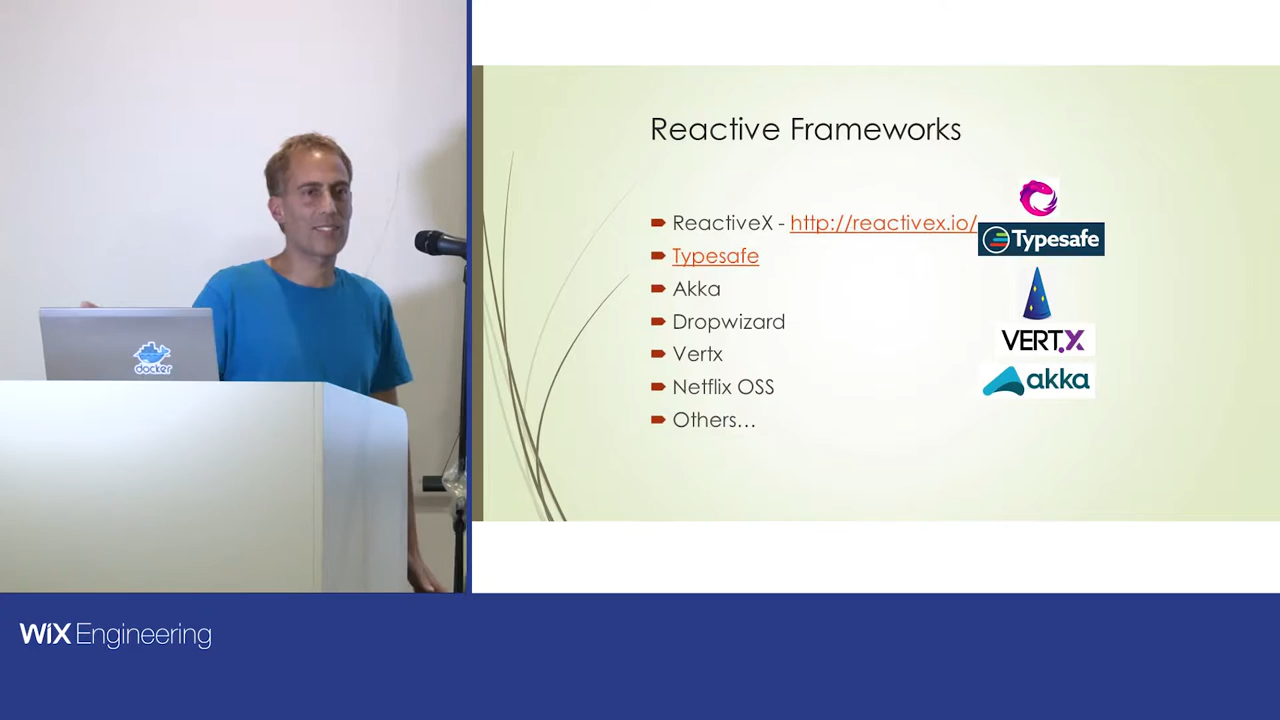 Reactive Frameworks
ReactiveX - http://reactivex.io/
Typesafe
Akka
Dropwizard
Vertx
Netflix OSS
Others…
Typesafe
VERT.X
akka
docker
WiX Engineering